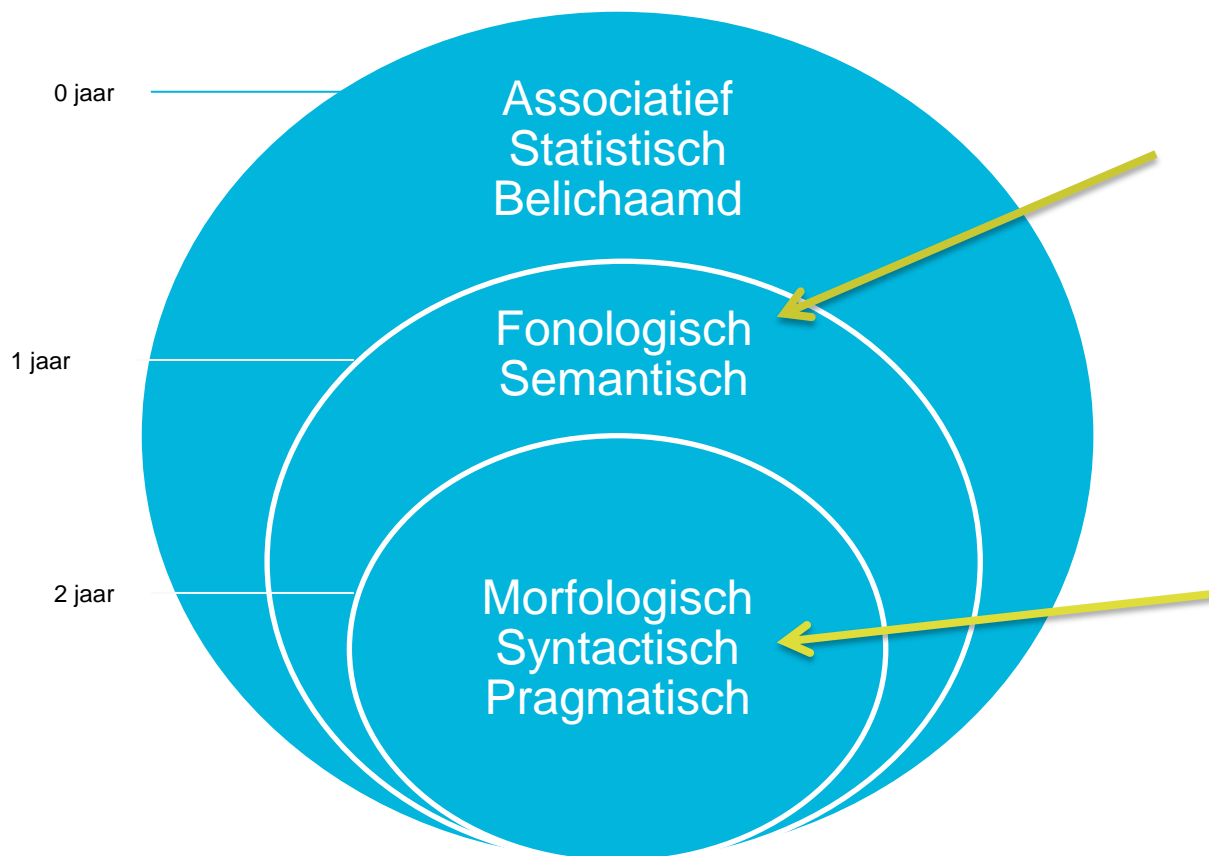 0 jaar
Associatief
Statistisch
Belichaamd
1 jaar
Fonologisch
Semantisch
2 jaar
Morfologisch
Syntactisch
Pragmatisch